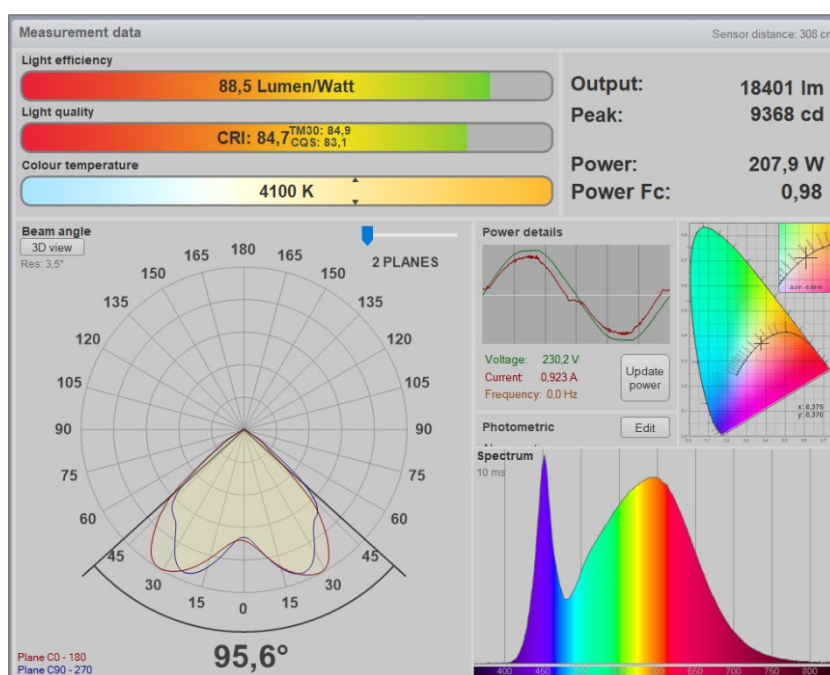 Measurement data
Sensor distance: 308 cm
Light efficiency
88,5 Lumen/Watt
Light quality
CRI: 84,7 TM30: 84,9
CQS: 83,1
Colour temperature
4100 K
Output: 18401 lm
Peak: 9368 cd
Power: 207,9 W
Power Fc: 0,98
Beam angle
3D view
Res: 3,5°
2 PLANES
165 180 165
150 150
135 135
120 120
105 105
90 90
75 75
60 60
45 45
30 30
15 0 15
95,6°
Plane C0 - 180
Plane C90 - 270
Power details
Voltage: 230,2 V
Current: 0,923 A
Frequency: 0,0 Hz
Update
power
x: 0,375
y: 0,370
Photometric
Edit
Spectrum
10 ms
400 450 500 550 600 650 700 750 800